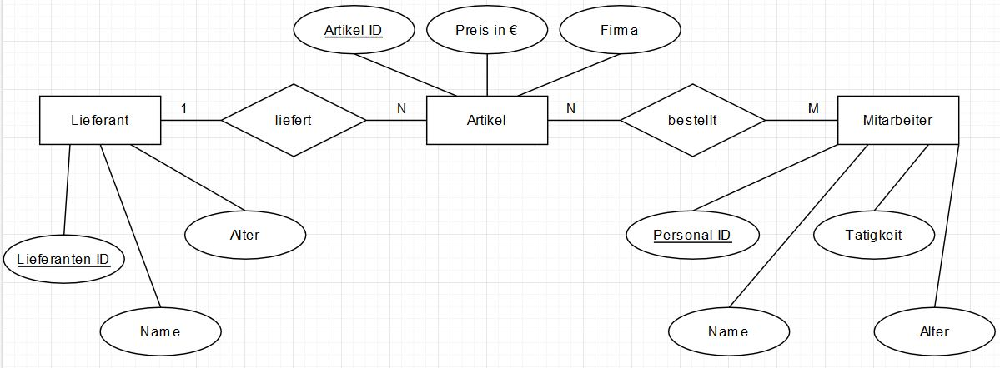 Artikel ID
Preis in €
Firma
Lieferant
1
liefert
N
Artikel
N
bestellt
M
Mitarbeiter
Alter
Personal ID
Tätigkeit
Lieferanten ID
Name
Name
Alter